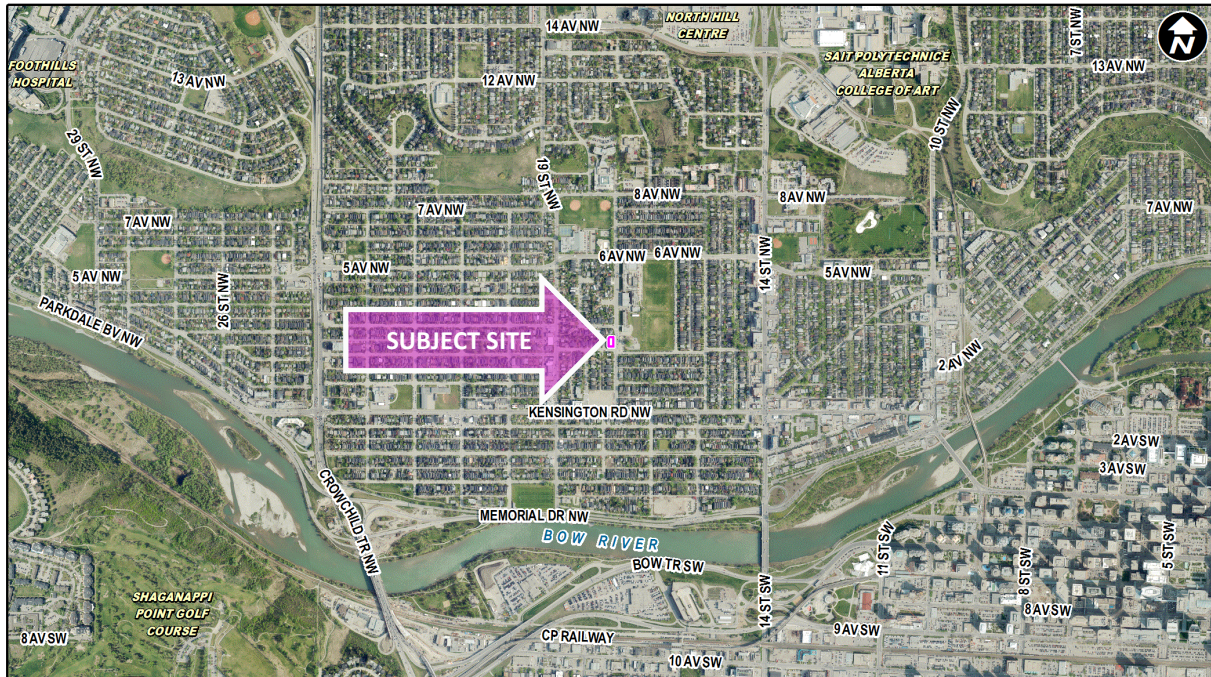 14 AV NW
NORTH HILL
CENTRE
7 ST NW
N
FOOTHILLS
HOSPITAL
13 AV NW
12 AV NW
SAIT POLYTECHNICE
ALBERTA
COLLEGE OF ART
13 AV NW
29 ST NW
10 ST NW
19 ST NW
8 AV NW
8 AV NW
7 AV NW
7 AV NW
7 AV NW
6 AV NW
6 AV NW
14 ST NW
5 AV NW
5 AV NW
5 AV NW
26 ST NW
PARKDALE BV NW
SUBJECT SITE
2 AV NW
KENSINGTON RD NW
2 AV SW
3 AV SW
CROWCHILD TR NW
MEMORIAL DR NW
BOW RIVER
BOW TR SW
11 ST SW
8 ST SW
5 ST SW
SHAGANAPPI
POINT GOLF
COURSE
14 ST SW
8 AV SW
8 AV SW
CP RAILWAY
9 AV SW
10 AV SW